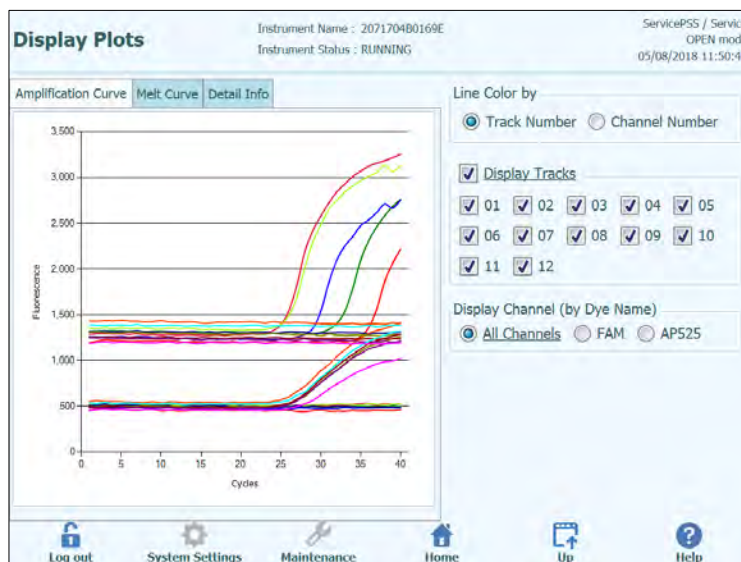 Display Plots
Instrument Name : 2071704B0169E
Instrument Status : RUNNING
ServicePSS / Servic
OPEN mod
05/08/2018 11:50:4
Amplification Curve Melt Curve Detail Info
3,500
3,000
2,500
2,000
1,500
1,000
500
0
Fluorescence
0 5 10 15 20 25 30 35 40
Cycles
Line Color by
Track Number Channel Number
Display Tracks
01 02 03 04 05
06 07 08 09 10
11 12
Display Channel (by Dye Name)
All Channels FAM AP525
Log out System Settings Maintenance Home Up Help